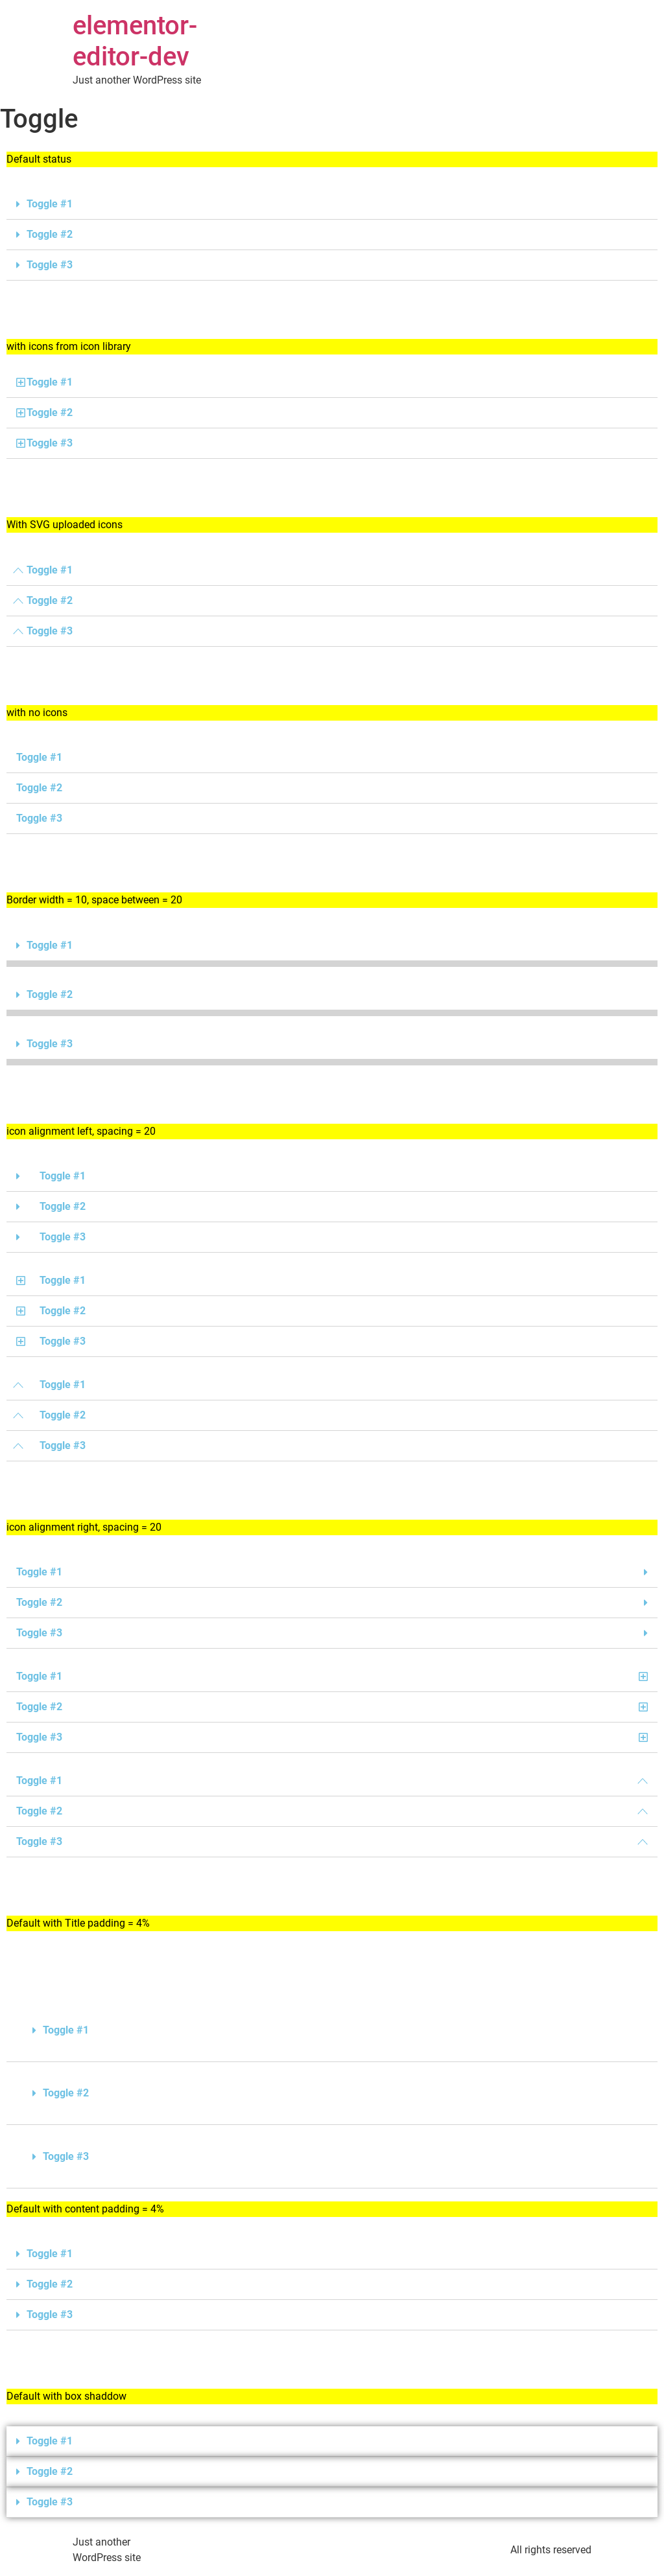 elementor-
editor-dev
Just another WordPress site
Toggle
Default status
Toggle #1
Toggle #2
Toggle #3
with icons from icon library
Toggle #1
Toggle #2
Toggle #3
With SVG uploaded icons
Toggle #1
Toggle #2
Toggle #3
with no icons
Toggle #1
Toggle #2
Toggle #3
Border width = 10, space between = 20
Toggle #1
Toggle #2
Toggle #3
icon alignment left, spacing = 20
Toggle #1
Toggle #2
Toggle #3
Toggle #1
Toggle #2
Toggle #3
Toggle #1
Toggle #2
Toggle #3
icon alignment right, spacing = 20
Toggle #1
Toggle #2
Toggle #3
Toggle #1
Toggle #2
Toggle #3
Toggle #1
Toggle #2
Toggle #3
Default with Title padding = 4%
Toggle #1
Toggle #2
Toggle #3
Default with content padding = 4%
Toggle #1
Toggle #2
Toggle #3
Default with box shaddow
Toggle #1
Toggle #2
Toggle #3
Just another
WordPress site
All rights reserved